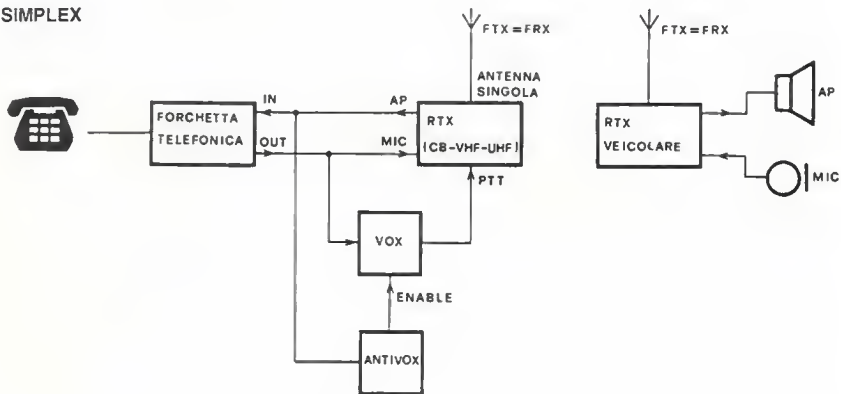 SIMPLEX
FTX=FRX
FTX=FRX
ANTENNA
SINGOLA
IN
AP
AP
FORCHETTA
TELEFONICA
RTX
(CB-VHF-UHF)
RTX
VEICOLARE
OUT
MIC
MIC
PTT
VOX
ENABLE
ANTIVOX